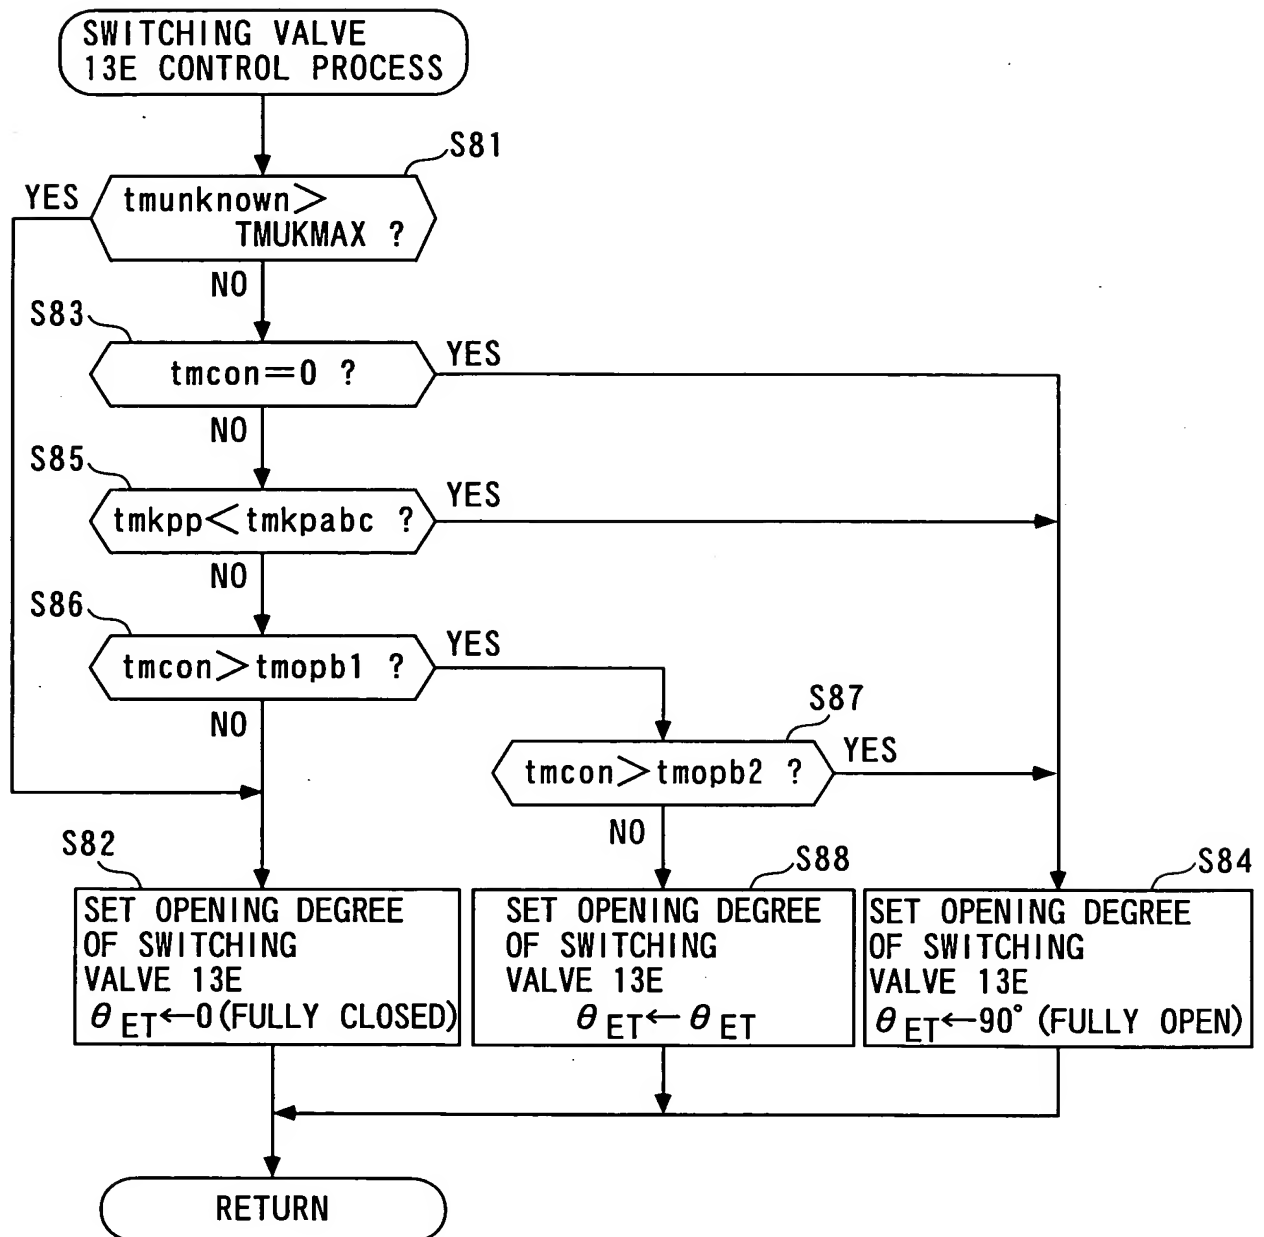 SWITCHING VALVE
13E CONTROL PROCESS
S81
YES
tmunknown>
TMUKMAX ?
NO
S83
YES
tmcon=0 ?
NO
S85
YES
tmkpp<tmkpabc ?
NO
S86
YES
tmcon>tmopb1 ?
NO
S87
YES
tmcon>tmopb2 ?
NO
S82
SET OPENING DEGREE
OF SWITCHING
VALVE 13E
θET←0(FULLY CLOSED)
S88
SET OPENING DEGREE
OF SWITCHING
VALVE 13E
θET←θET
S84
SET OPENING DEGREE
OF SWITCHING
VALVE 13E
θET←90° (FULLY OPEN)
RETURN